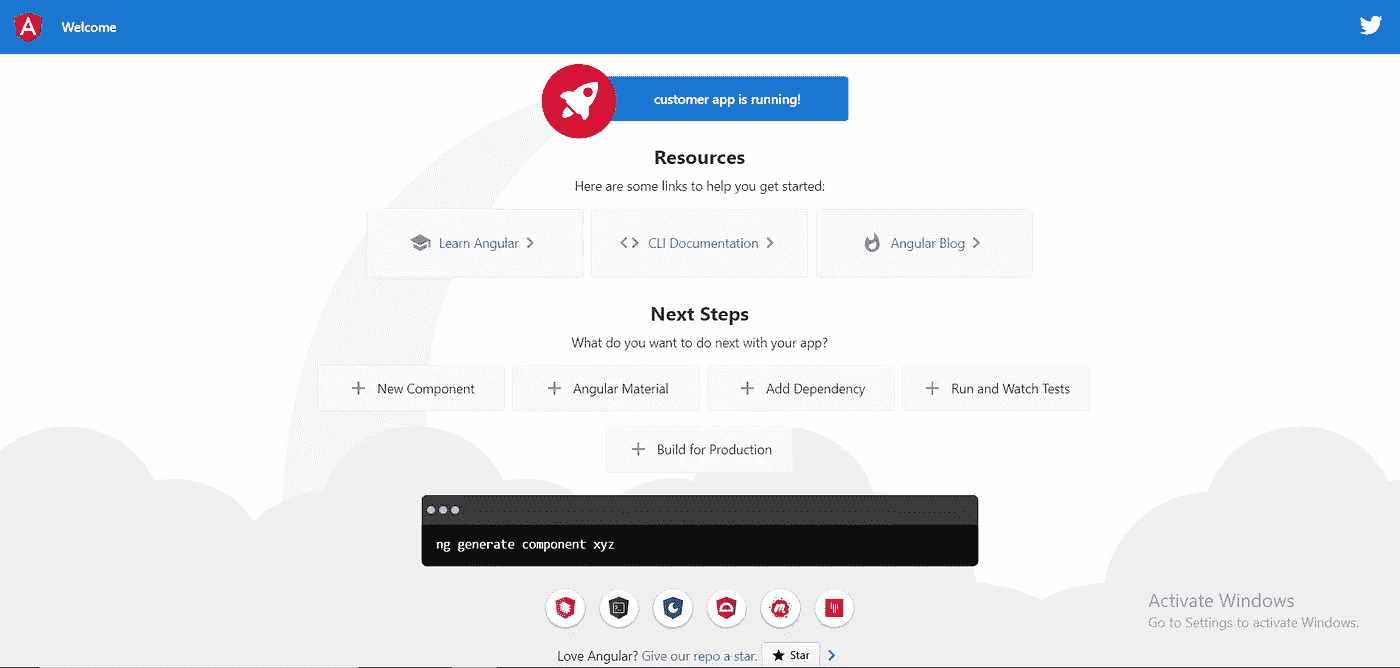 Welcome
customer app is running!
Resources
Here are some links to help you get started:
Learn Angular
CLI Documentation
Angular Blog
Next Steps
What do you want to do next with your app?
New Component
Angular Material
Add Dependency
Run and Watch Tests
Build for Production
ng generate component xyz
Activate Windows
Go to Settings to activate Windows.
Love Angular? Give our repo a star. Star